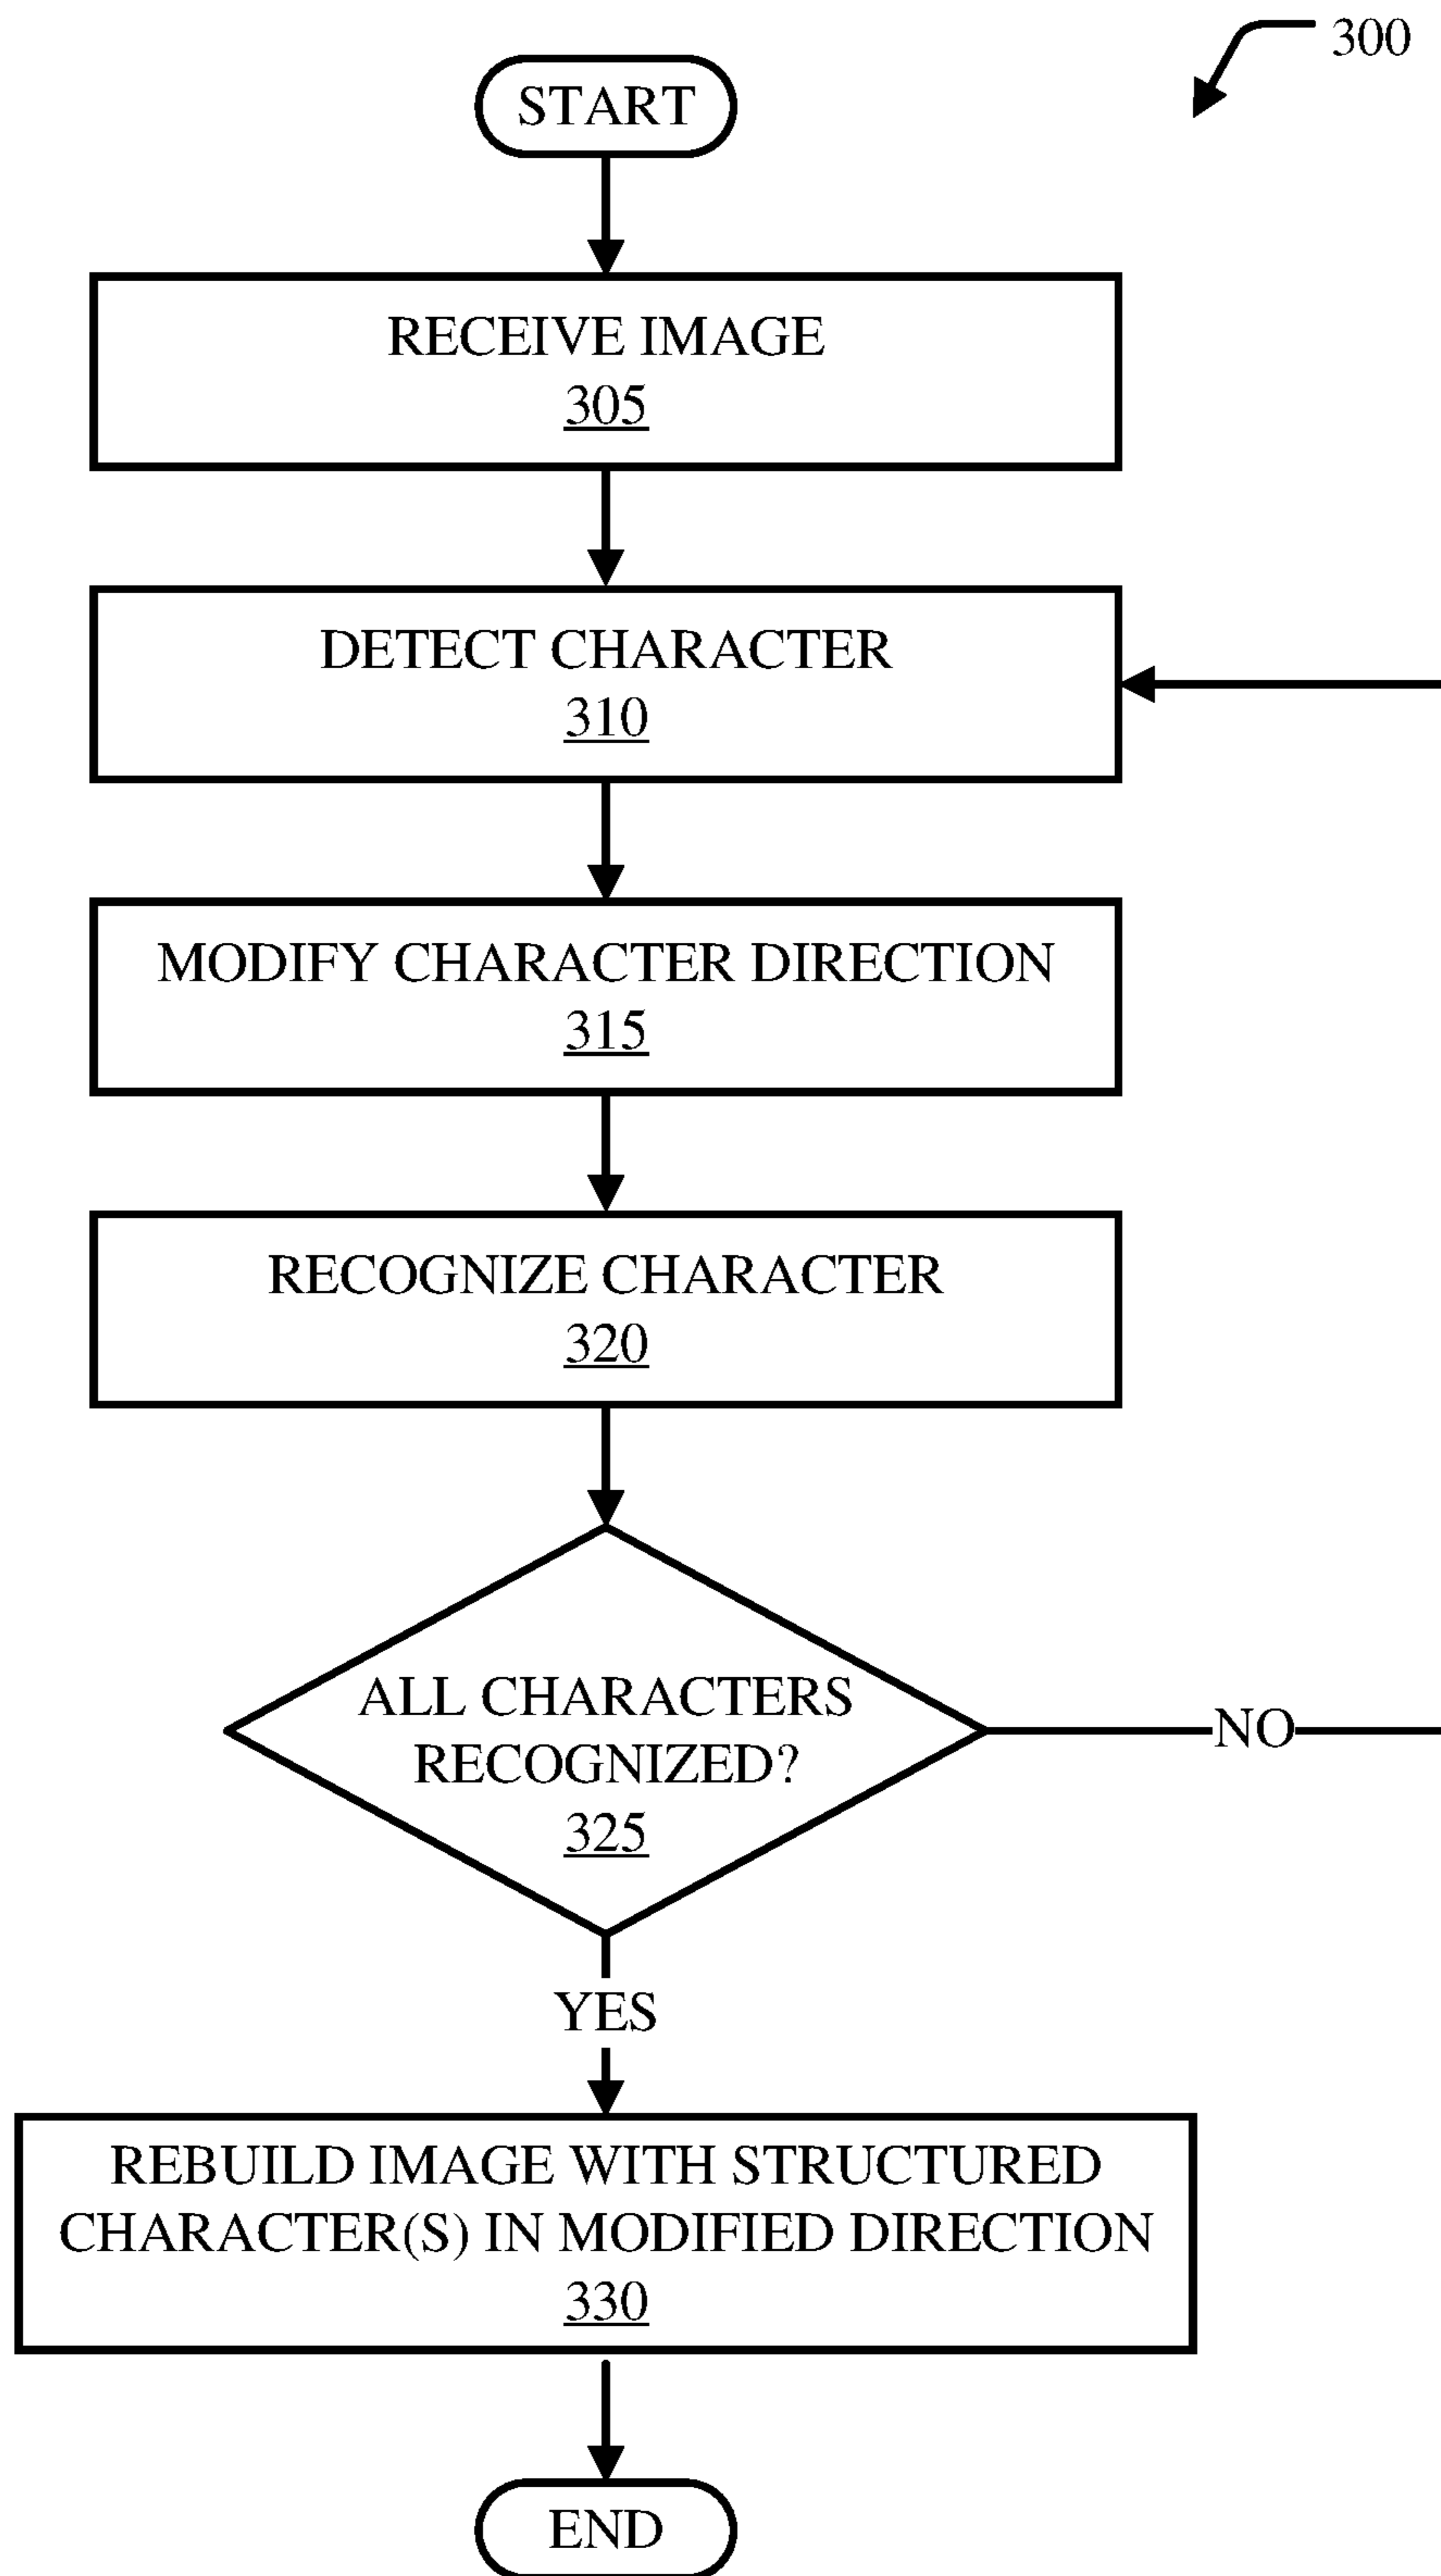 300
START
RECEIVE IMAGE
305
DETECT CHARACTER
310
MODIFY CHARACTER DIRECTION
315
RECOGNIZE CHARACTER
320
ALL CHARACTERS
RECOGNIZED?
325
NO
YES
REBUILD IMAGE WITH STRUCTURED
CHARACTER(S) IN MODIFIED DIRECTION
330
END